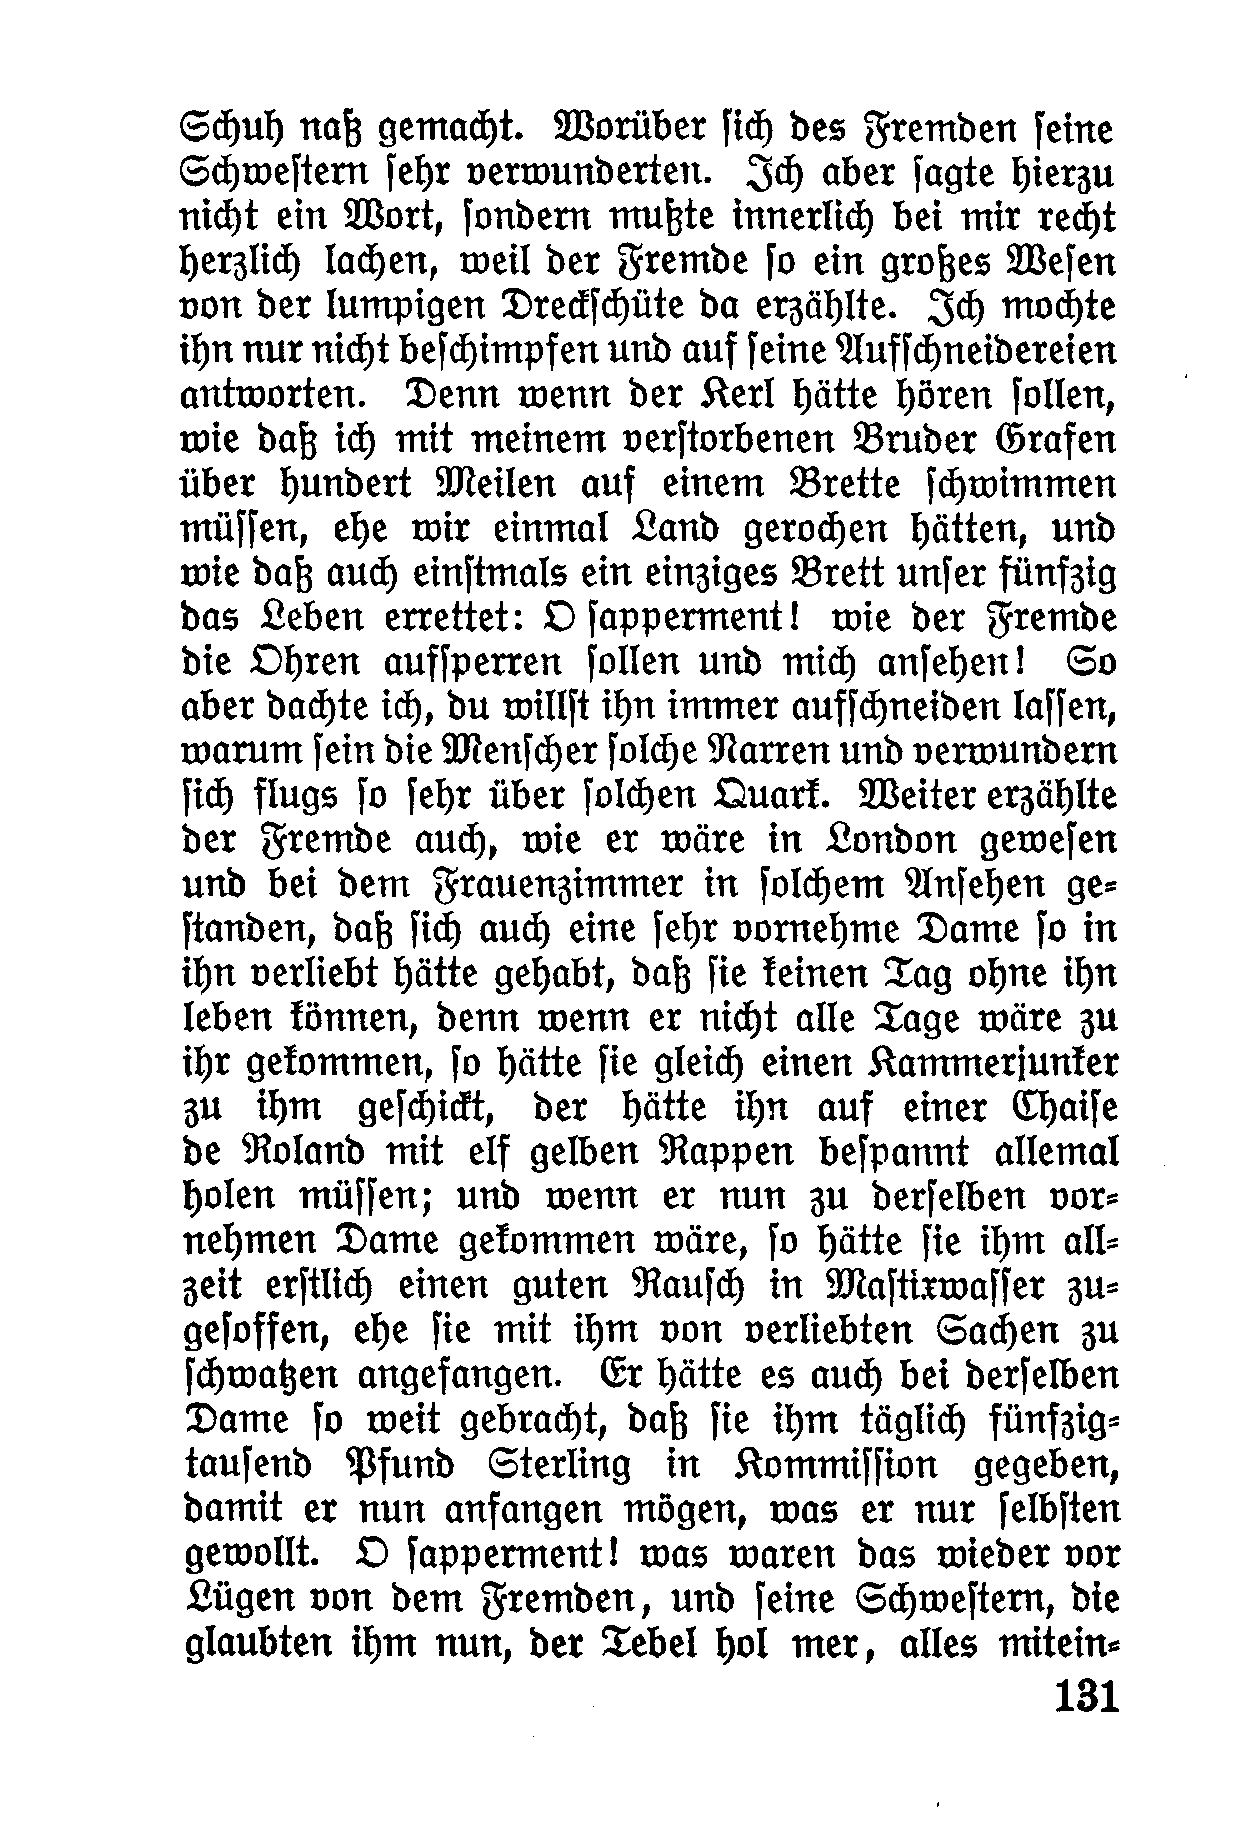 Schuh naß gemacht. Worüber sich des Fremden seine
Schwestern sehr verwunderten. Ich aber sagte hierzu
nicht ein Wort, sondern mußte innerlich bei mir recht
herzlich lachen, weil der Fremde so ein großes Wesen
von der lumpigen Dreckschüte da erzählte. Ich mochte
ihn nur nicht beschimpfen und auf seine Aufschneidereien
antworten. Denn wenn der Kerl hätte hören sollen,
wie daß ich mit meinem verstorbenen Bruder Grafen
über hundert Meilen auf einem Brette schwimmen
müssen, ehe wir einmal Land gerochen hätten, und
wie daß auch einstmals ein einziges Brett unser fünfzig
das Leben errettet: O sapperment! wie der Fremde
die Ohren aufsperren sollen und mich ansehen! So
aber dachte ich, du willst ihn immer aufschneiden lassen,
warum sein die Menscher solche Narren und verwundern
sich flugs so sehr über solchen Quark. Weiter erzählte
der Fremde auch, wie er wäre in London gewesen
und bei dem Frauenzimmer in solchem Ansehen ge-
standen, daß sich auch eine sehr vornehme Dame so in
ihn verliebt hätte gehabt, daß sie keinen Tag ohne ihn
leben können, denn wenn er nicht alle Tage wäre zu
ihr gekommen, so hätte sie gleich einen Kammerjunker
zu ihm geschickt, der hätte ihn auf einer Chaise
de Roland mit elf gelben Rappen bespannt allemal
holen müssen; und wenn er nun zu derselben vor-
nehmen Dame gekommen wäre, so hätte sie ihm all-
zeit erstlich einen guten Rausch in Mastixwasser zu-
gesoffen, ehe sie mit ihm von verliebten Sachen zu
schwatzen angefangen. Er hätte es auch bei derselben
Dame so weit gebracht, daß sie ihm täglich fünfzig-
tausend Pfund Sterling in Kommission gegeben,
damit er nun anfangen mögen, was er nur selbsten
gewollt. O sapperment! was waren das wieder vor
Lügen von dem Fremden, und seine Schwestern, die
glaubten ihm nun, der Tebel hol mer, alles mitein-
131